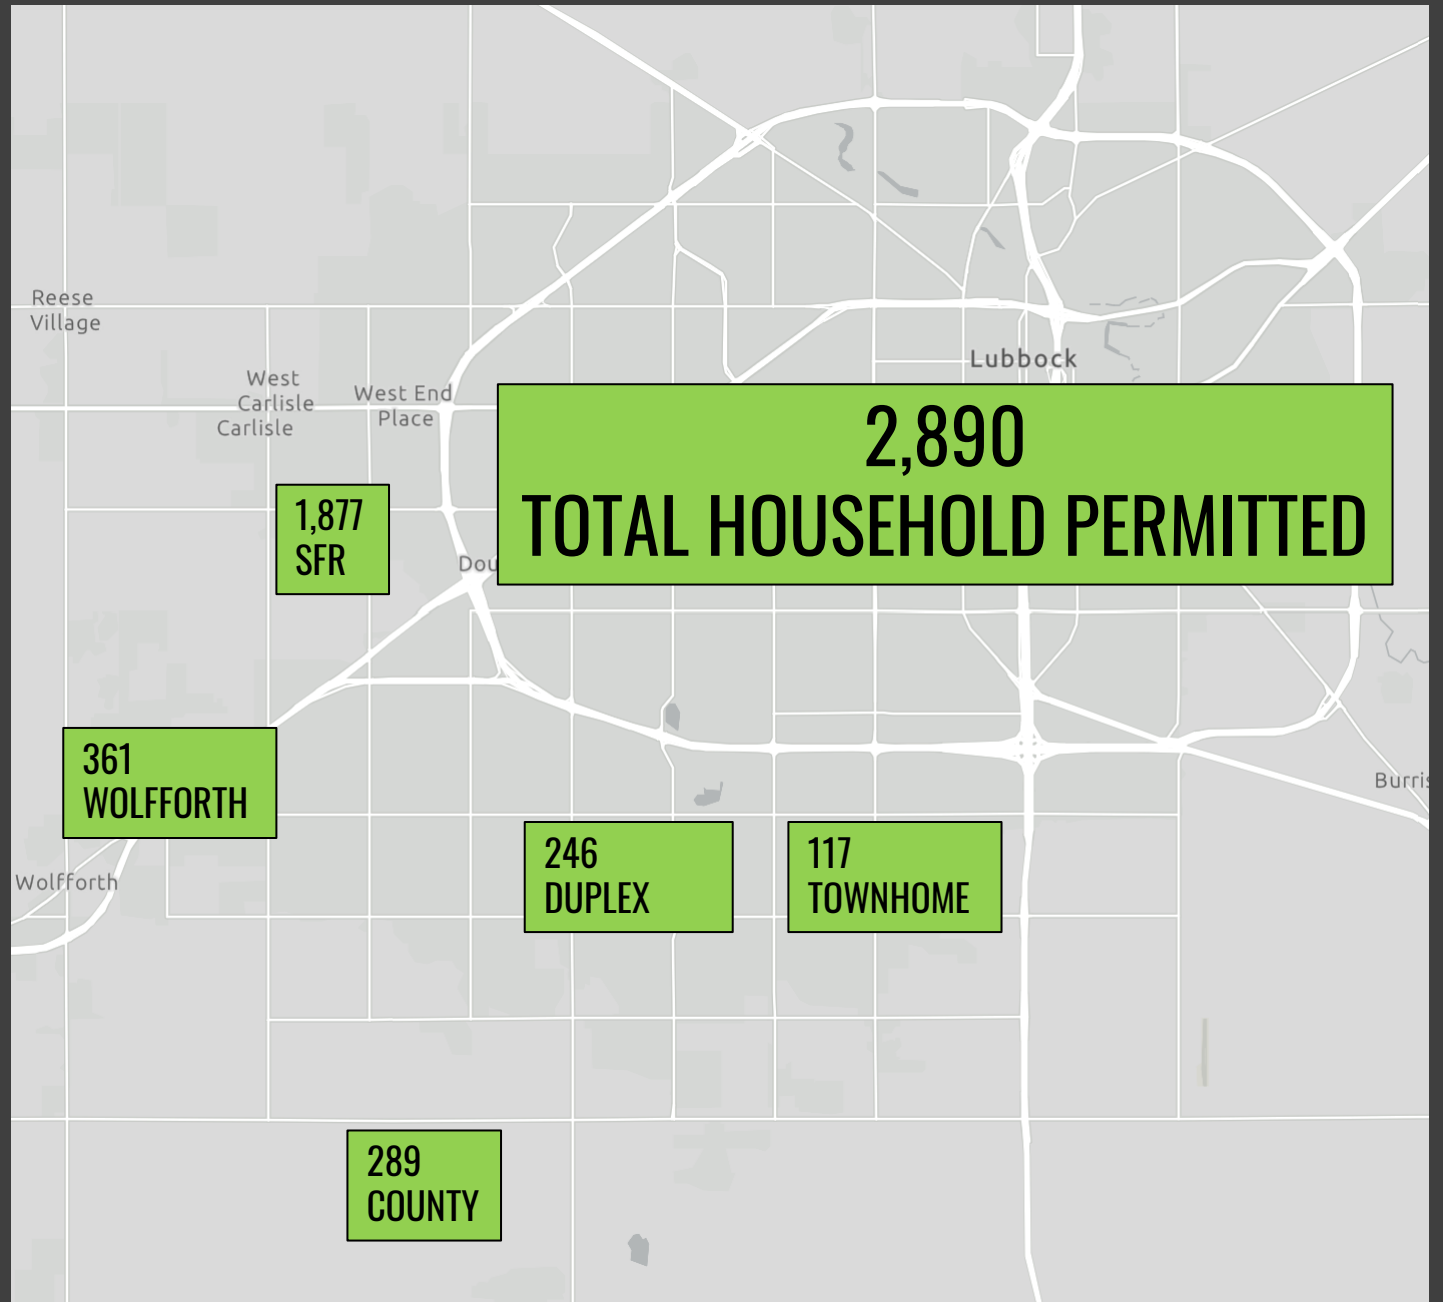 Reese
Village
Lubbock
West
Carlisle
Carlisle
West End
Place
2,890
TOTAL HOUSEHOLD PERMITTED
1,877
SFR
361
WOLFFORTH
Wolfforth
246
DUPLEX
117
TOWNHOME
289
COUNTY